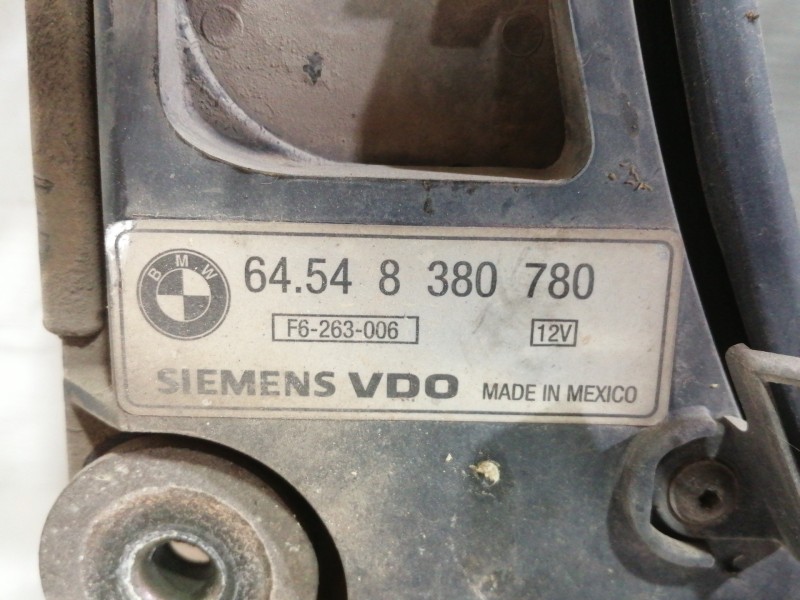 BMW
64.54 8 380 780
F6-263-006 12V
SIEMENS VDO MADE IN MEXICO